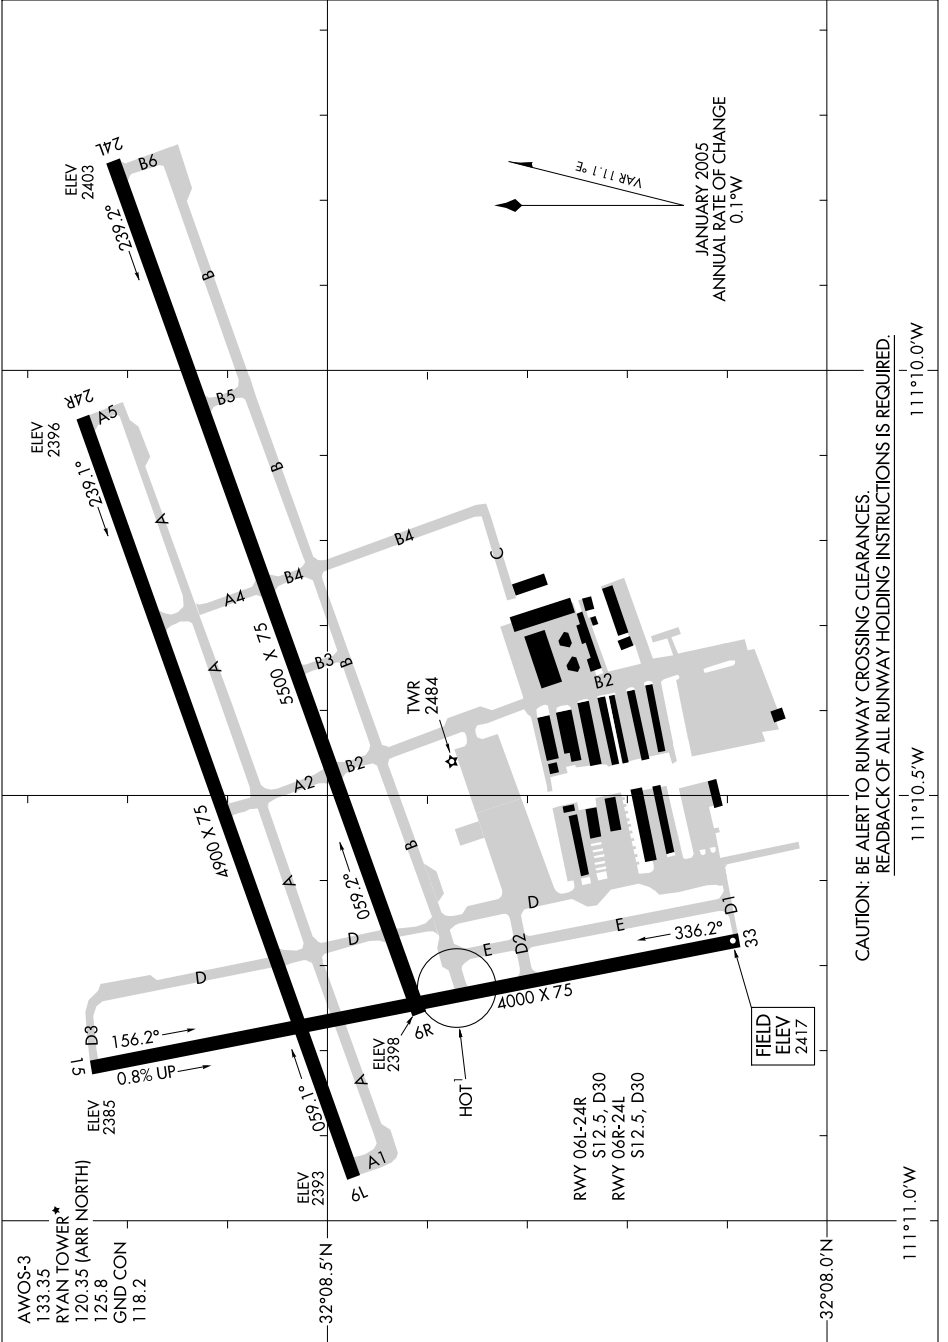 AWOS-3
133.35
RYAN TOWER★
120.35 (ARR NORTH)
125.8
GND CON
118.2
ELEV
2385
15
D3
156.2°
0.8% UP
D
ELEV
2393
6L
A1
059.1°
A
ELEV
2398
6R
059.2°
HOT¹
D
A
4900 X 75
A2
B2
B
A
5500 X 75
B3
B
A4
B4
B4
C
A
239.1°
ELEV
2396
24R
A5
B
B5
B
239.2°
ELEV
2403
24L
B6
TWR
2484
B2
D
D2
E
E
4000 X 75
336.2°
D1
33
FIELD
ELEV
2417
RWY 06L-24R
S12.5, D30
RWY 06R-24L
S12.5, D30
VAR 11.1° E
JANUARY 2005
ANNUAL RATE OF CHANGE
0.1°W
32°08.5'N
32°08.0'N
111°11.0'W
111°10.5'W
111°10.0'W
CAUTION: BE ALERT TO RUNWAY CROSSING CLEARANCES.
READBACK OF ALL RUNWAY HOLDING INSTRUCTIONS IS REQUIRED.